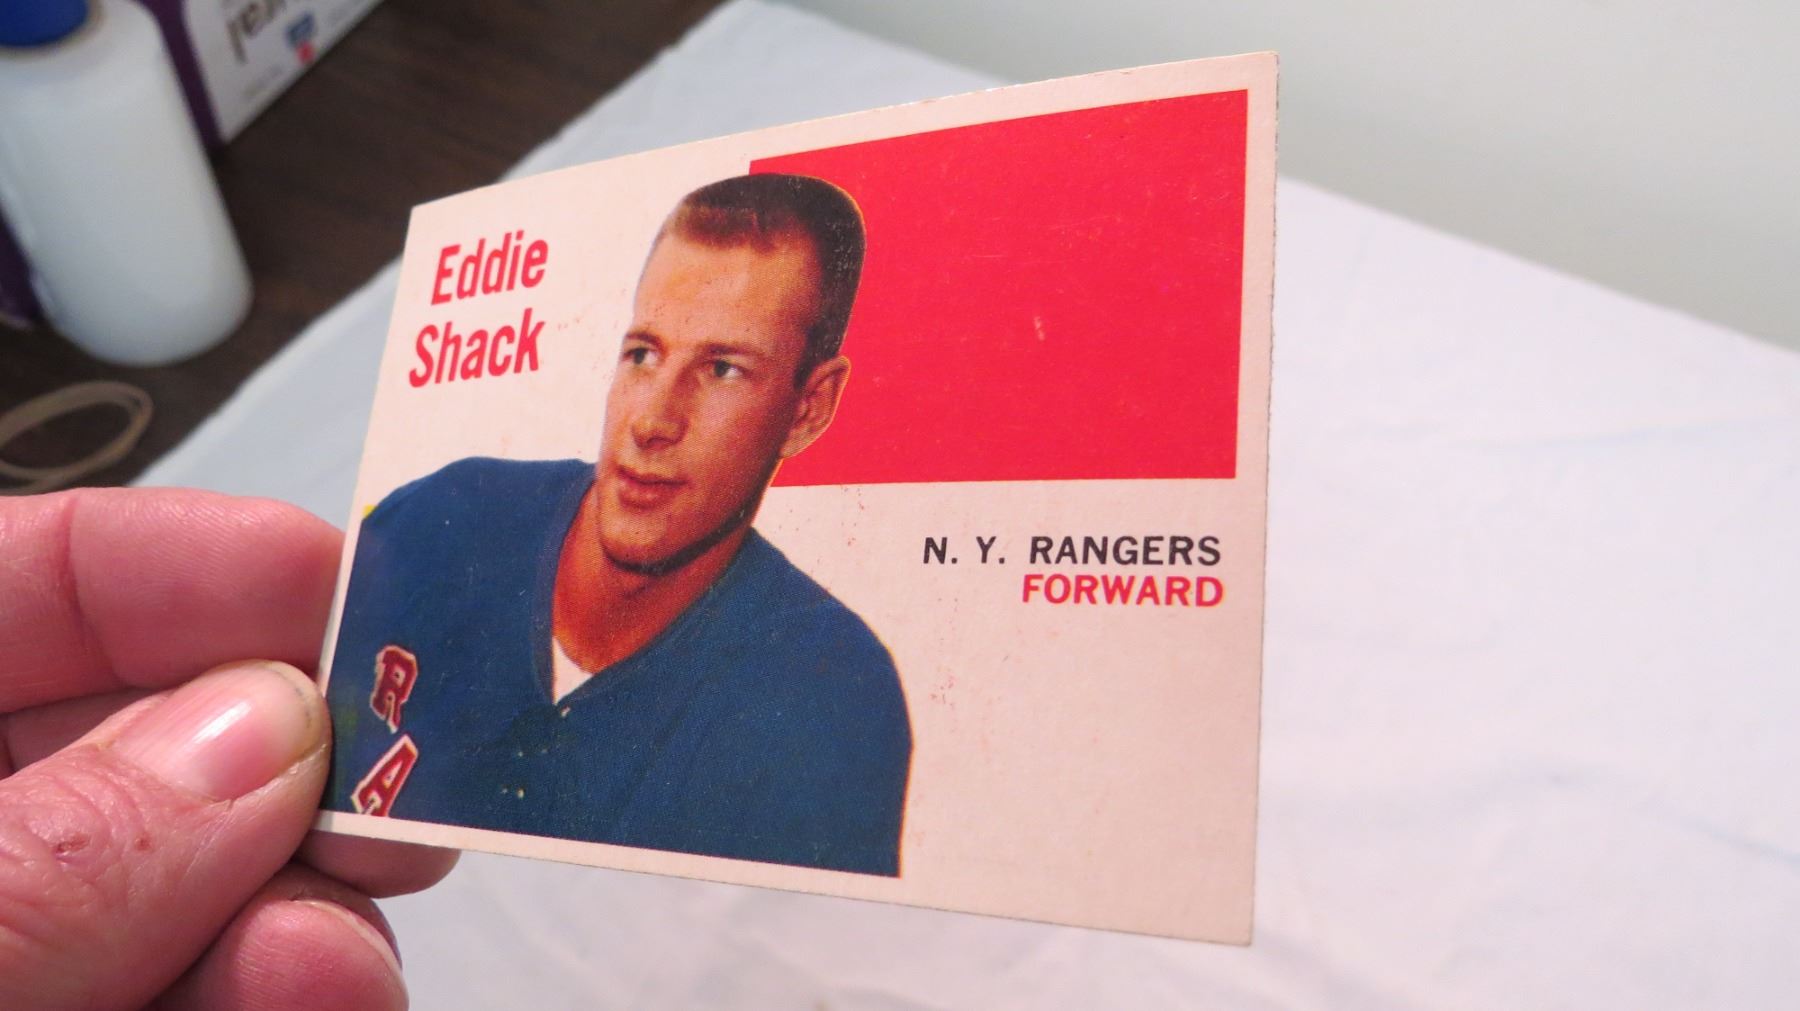 Eddie
Shack
N. Y. RANGERS
FORWARD
R
A